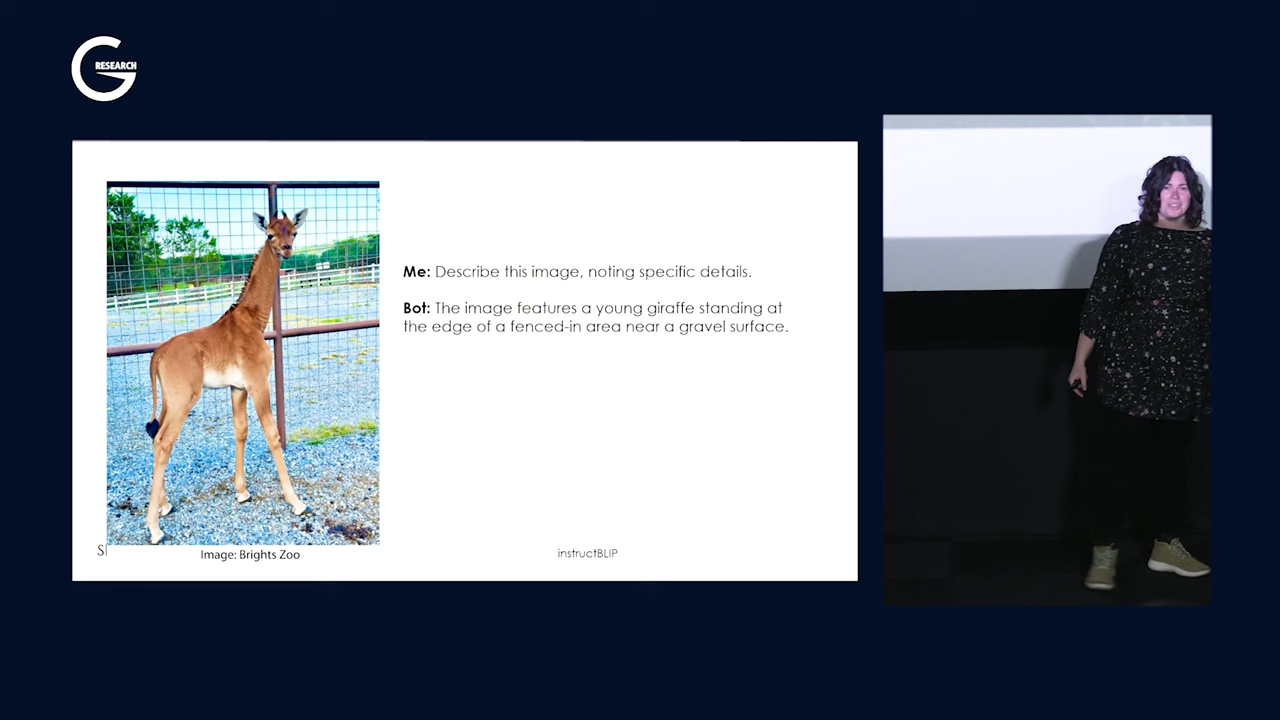 G
RESEARCH
Me: Describe this image, noting specific details.
Bot: The image features a young giraffe standing at
the edge of a fenced-in area near a gravel surface.
Image: Brights Zoo
instructBLIP